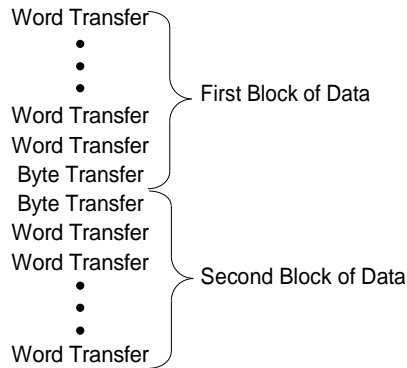 Word Transfer
•
•
•
First Block of Data
Word Transfer
Word Transfer
Byte Transfer
Byte Transfer
Word Transfer
Word Transfer
Second Block of Data
•
•
•
Word Transfer